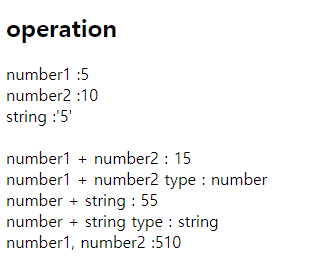 operation
number1 :5
number2 :10
string :'5'
number1 + number2 : 15
number1 + number2 type : number
number + string : 55
number + string type : string
number1, number2 :510